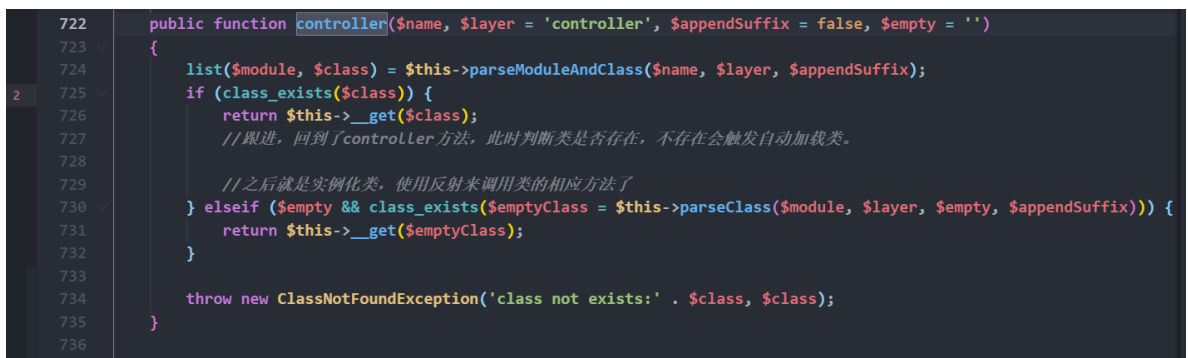 722 public function controller($name, $layer = 'controller', $appendSuffix = false, $empty = '')
723 {
724 list($module, $class) = $this->parseModuleAndClass($name, $layer, $appendSuffix);
2 725 if (class_exists($class)) {
726 return $this->__get($class);
727 //跟进，回到了controller方法，此时判断类是否存在，不存在会触发自动加载类。
728
729 //之后就是实例化类，使用反射来调用类的相应方法了
730 } elseif ($empty && class_exists($emptyClass = $this->parseClass($module, $layer, $empty, $appendSuffix))) {
731 return $this->__get($emptyClass);
732 }
733
734 throw new ClassNotFoundException('class not exists:' . $class, $class);
735 }
736